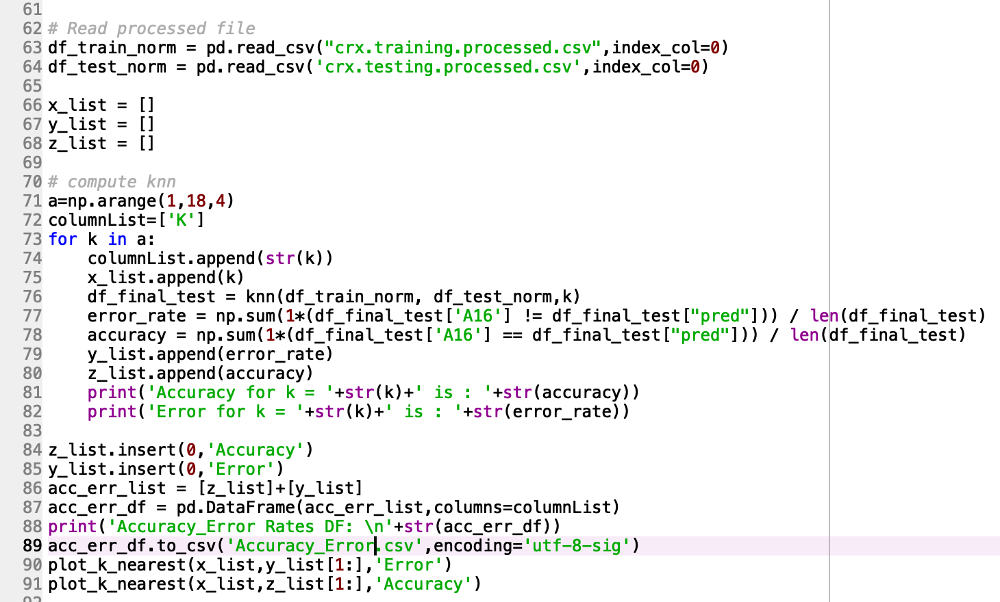 61
62 # Read processed file
63 df_train_norm = pd.read_csv("crx.training.processed.csv",index_col=0)
64 df_test_norm = pd.read_csv('crx.testing.processed.csv',index_col=0)
65
66 x_list = []
67 y_list = []
68 z_list = []
69
70 # compute knn
71 a=np.arange(1,18,4)
72 columnList=['K']
73 for k in a:
74     columnList.append(str(k))
75     x_list.append(k)
76     df_final_test = knn(df_train_norm, df_test_norm,k)
77     error_rate = np.sum(1*(df_final_test['A16'] != df_final_test["pred"])) / len(df_final_test)
78     accuracy = np.sum(1*(df_final_test['A16'] == df_final_test["pred"])) / len(df_final_test)
79     y_list.append(error_rate)
80     z_list.append(accuracy)
81     print('Accuracy for k = '+str(k)+' is : '+str(accuracy))
82     print('Error for k = '+str(k)+' is : '+str(error_rate))
83
84 z_list.insert(0,'Accuracy')
85 y_list.insert(0,'Error')
86 acc_err_list = [z_list]+[y_list]
87 acc_err_df = pd.DataFrame(acc_err_list,columns=columnList)
88 print('Accuracy_Error Rates DF: \n'+str(acc_err_df))
89 acc_err_df.to_csv('Accuracy_Error.csv',encoding='utf-8-sig')
90 plot_k_nearest(x_list,y_list[1:],'Error')
91 plot_k_nearest(x_list,z_list[1:],'Accuracy')